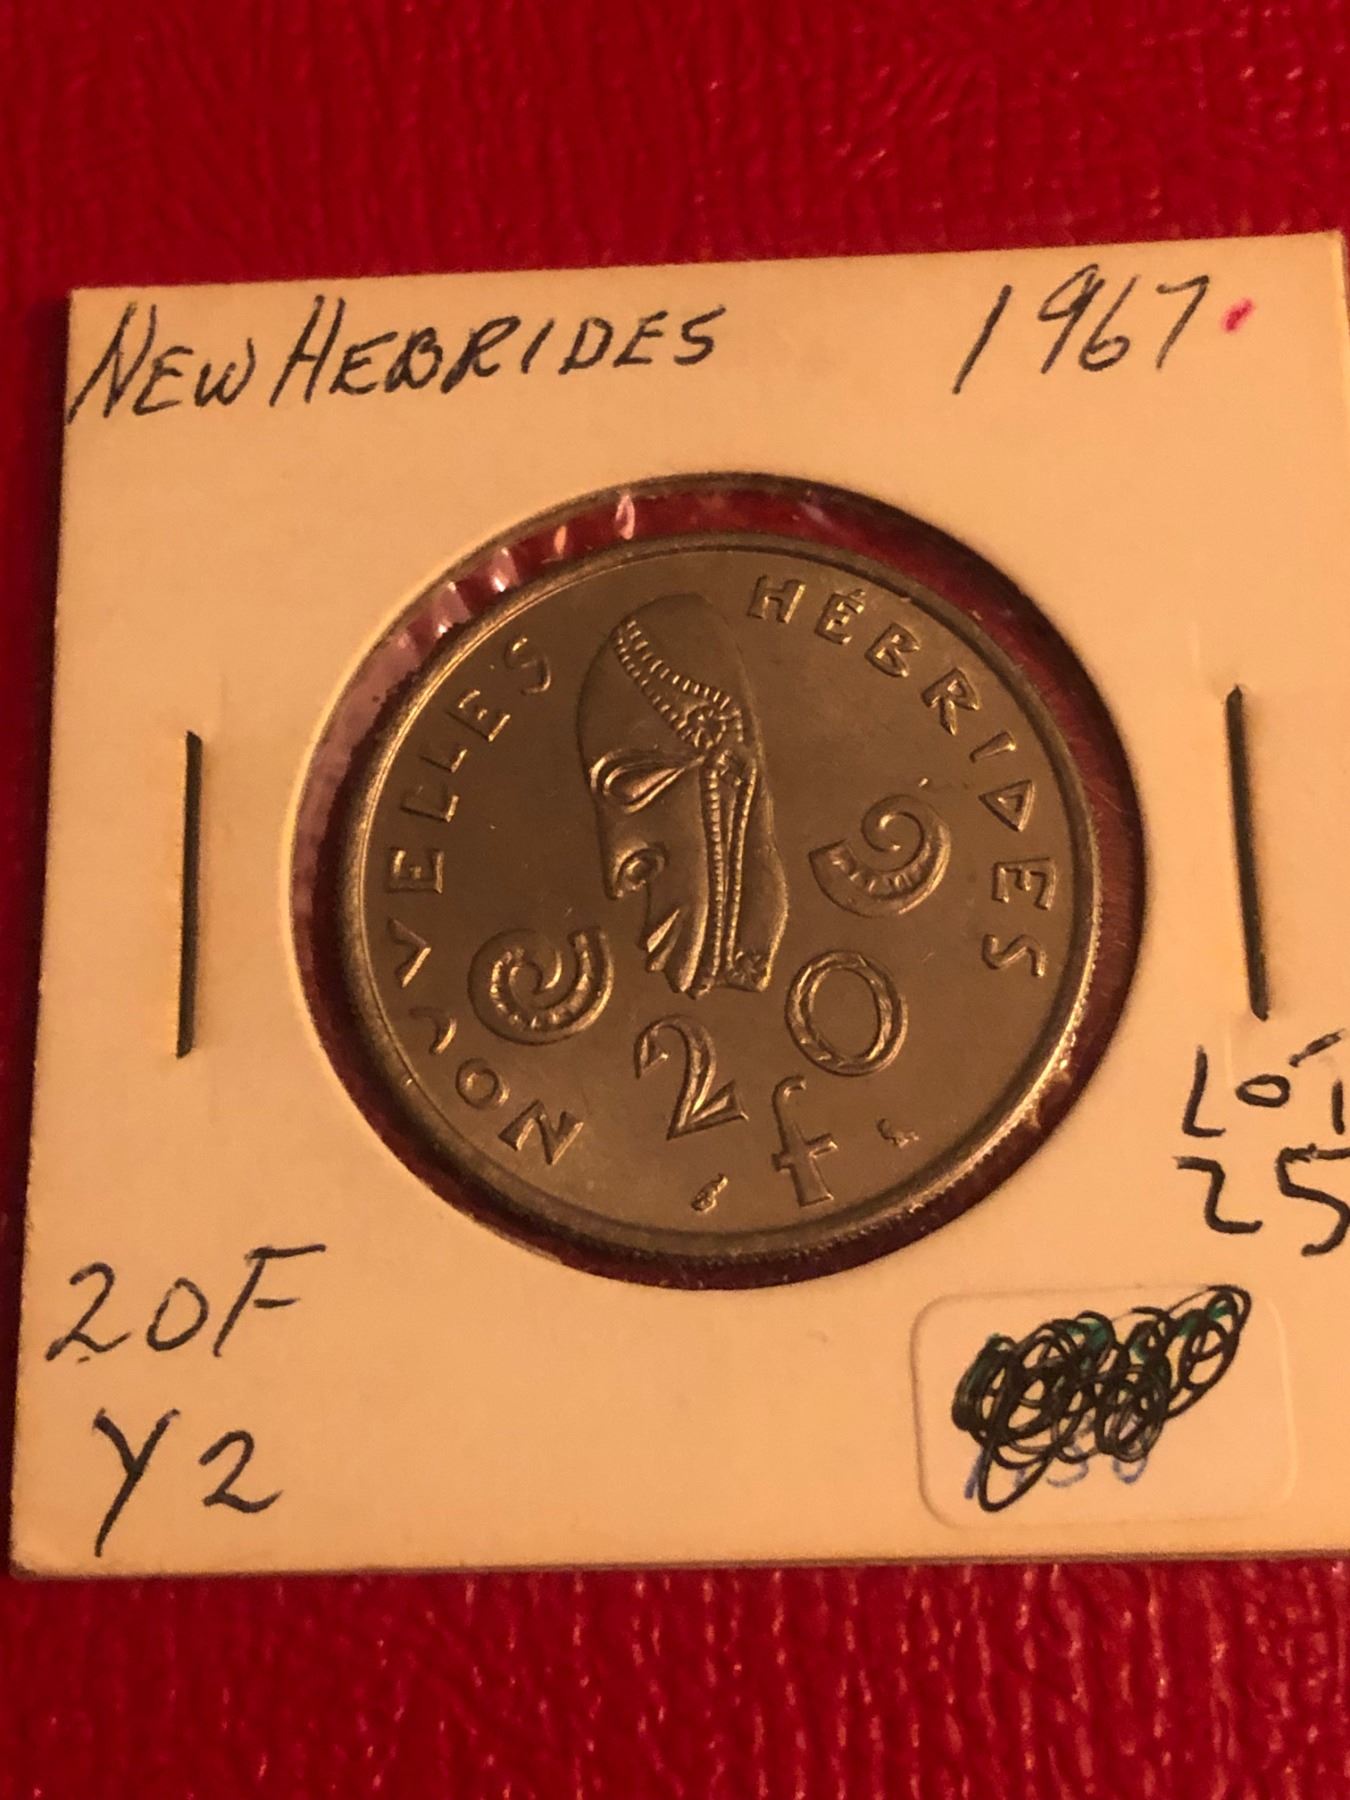 NEW HEBRIDES 1967
NOUVELLES HÉBRIDES
20
f
LOT
25
20F
Y2